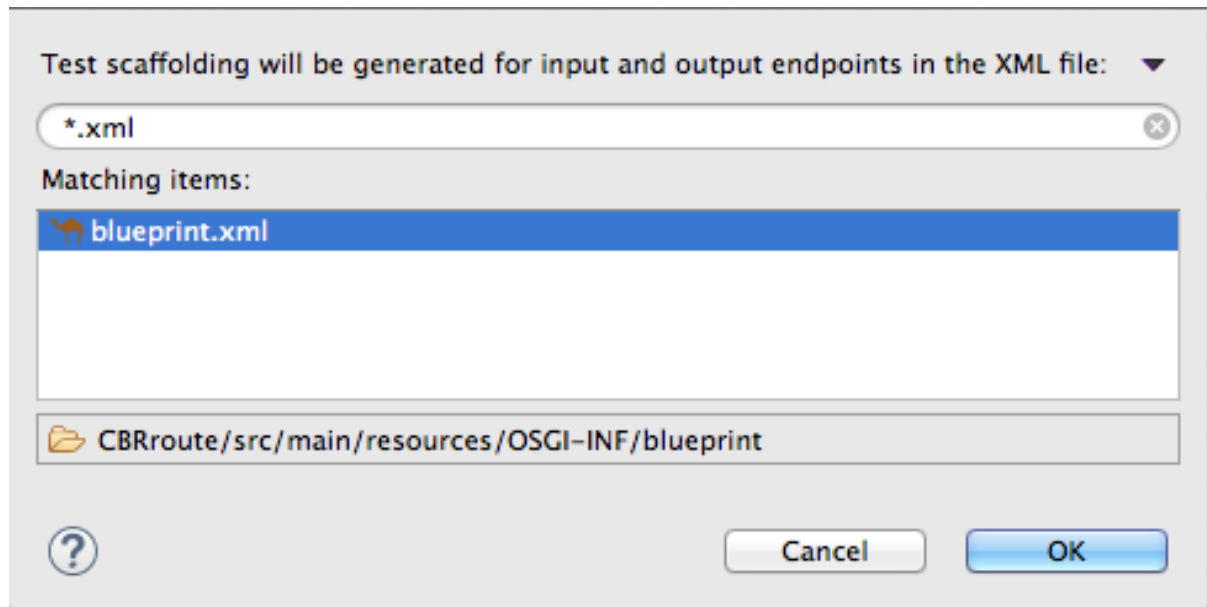 Test scaffolding will be generated for input and output endpoints in the XML file:
*.xml
Matching items:
blueprint.xml
CBRroute/src/main/resources/OSGI-INF/blueprint
?
Cancel
OK